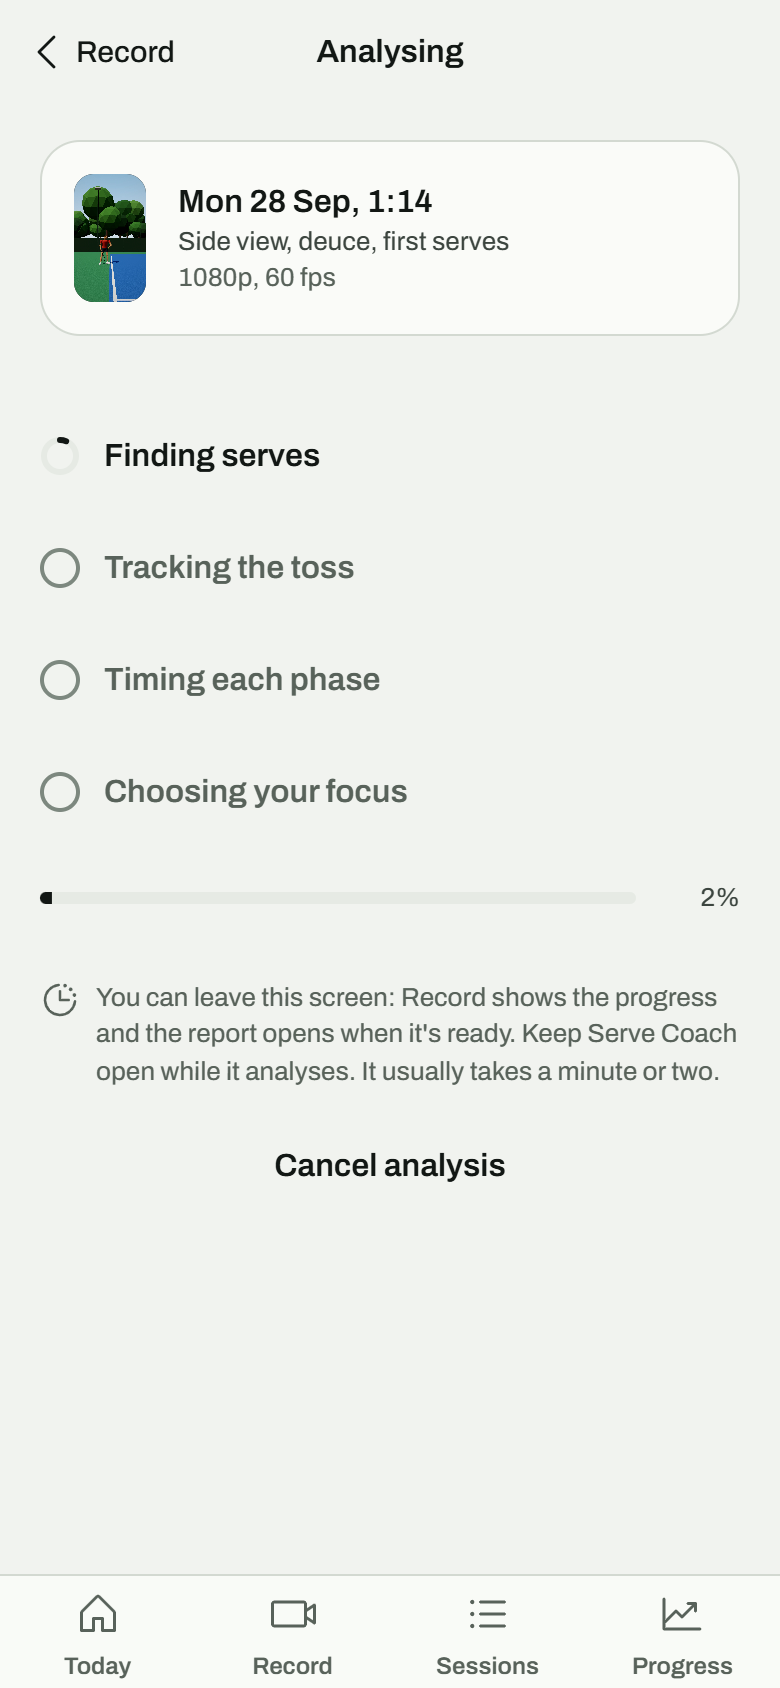 Record
Analysing
Mon 28 Sep, 1:14
Side view, deuce, first serves
1080p, 60 fps
Finding serves
Tracking the toss
Timing each phase
Choosing your focus
2%
You can leave this screen: Record shows the progress
and the report opens when it's ready. Keep Serve Coach
open while it analyses. It usually takes a minute or two.
Cancel analysis
Today
Record
Sessions
Progress